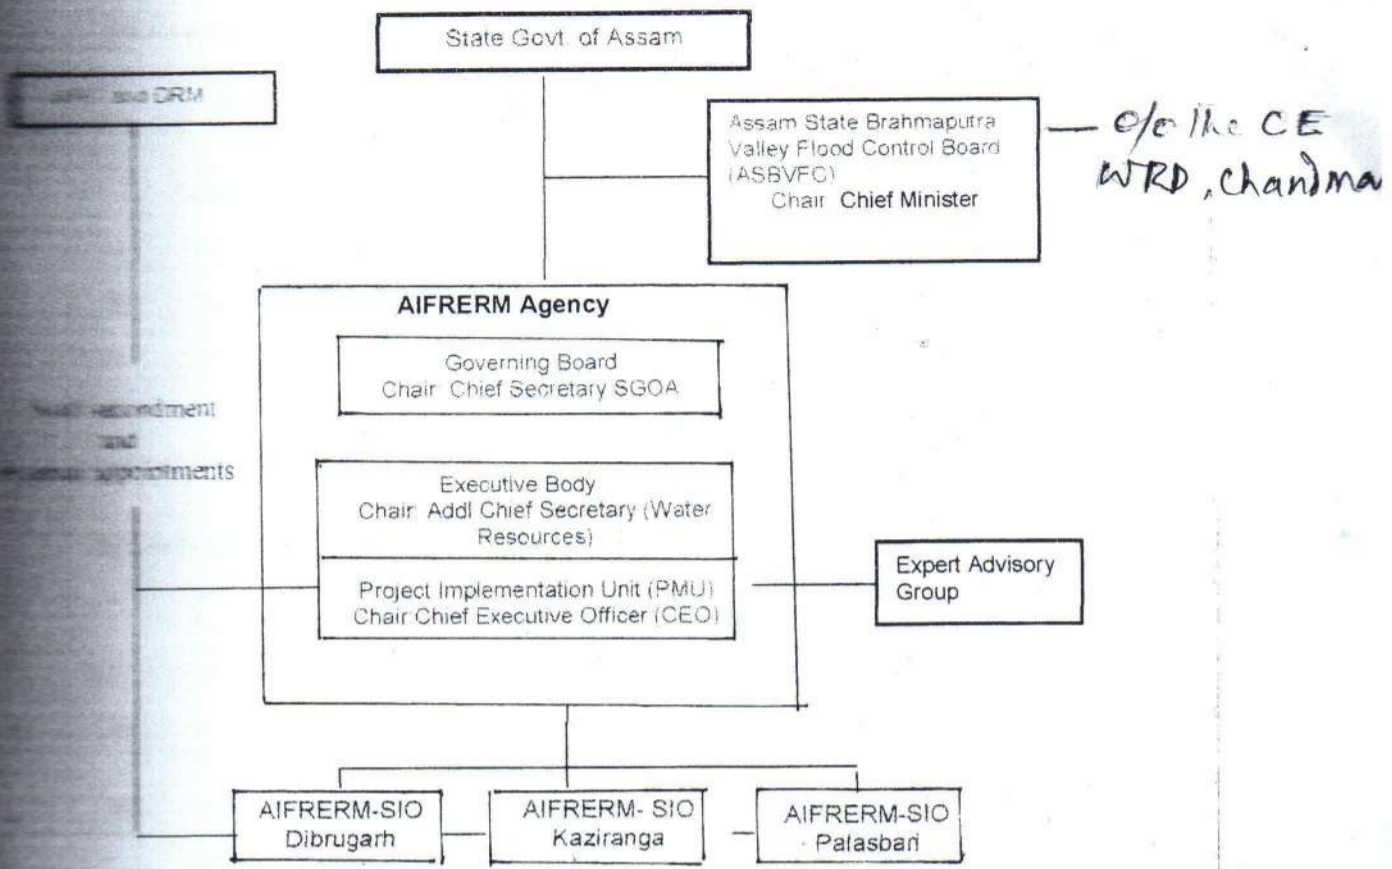 State Govt. of Assam
and DRM
Assam State Brahmaputra
Valley Flood Control Board
(ASBVFC)
Chair Chief Minister
o/o the CE
WRD, Chandma
AIFRERM Agency
Governing Board
Chair: Chief Secretary SGOA
and
appointments
Executive Body
Chair: Addl Chief Secretary (Water
Resources)
Project Implementation Unit (PMU)
Chair:Chief Executive Officer (CEO)
Expert Advisory
Group
AIFRERM-SIO
Dibrugarh
AIFRERM- SIO
Kaziranga
AIFRERM-SIO
Palasbari